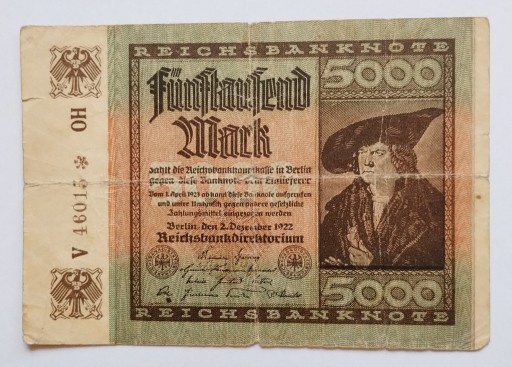 REICHSBANKNOTE
5000
Fünftausend
Mark
zahlt die Reichsbankhauptkasse in Berlin
gegen diese Banknote dem Einlieferer
Vom 1. April 1923 ab kann diese Banknote aufgerufen
und unter Umtausch gegen andere gesetzliche
Zahlungsmittel eingezogen werden
Berlin, den 2. Dezember 1922
Reichsbankdirektorium
5000
REICHSBANKNOTE
V 46015 * OH